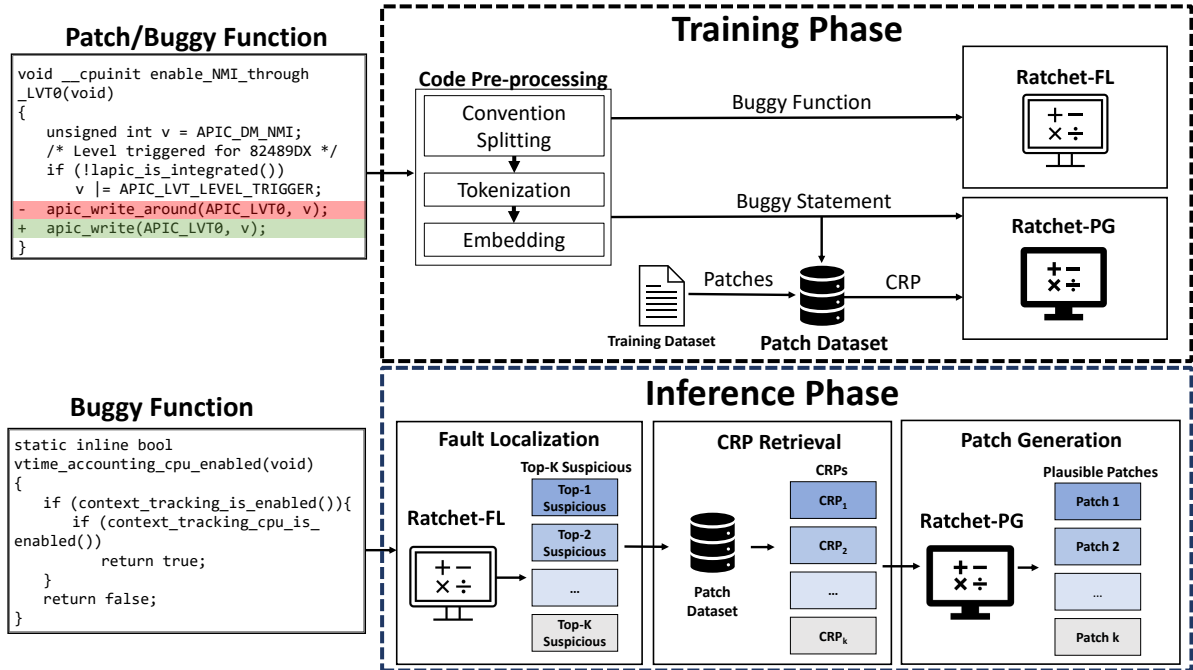 Patch/Buggy Function
void __cpuinit enable_NMI_through
_LVT0(void)
{
unsigned int v = APIC_DM_NMI;
/* Level triggered for 82489DX */
if (!lapic_is_integrated())
v |= APIC_LVT_LEVEL_TRIGGER;
- apic_write_around(APIC_LVT0, v);
+ apic_write(APIC_LVT0, v);
}
Training Phase
Code Pre-processing
Convention
Splitting
Tokenization
Embedding
Buggy Function
Ratchet-FL
Buggy Statement
Ratchet-PG
Patches
CRP
Training Dataset
Patch Dataset
Buggy Function
static inline bool
vtime_accounting_cpu_enabled(void)
{
if (context_tracking_is_enabled()){
if (context_tracking_cpu_is_
enabled())
return true;
}
return false;
}
Inference Phase
Fault Localization
Top-K Suspicious
Ratchet-FL
Top-1
Suspicious
Top-2
Suspicious
...
Top-K
Suspicious
CRP Retrieval
Patch
Dataset
CRPs
CRP1
CRP2
...
CRPk
Patch Generation
Ratchet-PG
Plausible Patches
Patch 1
Patch 2
...
Patch k